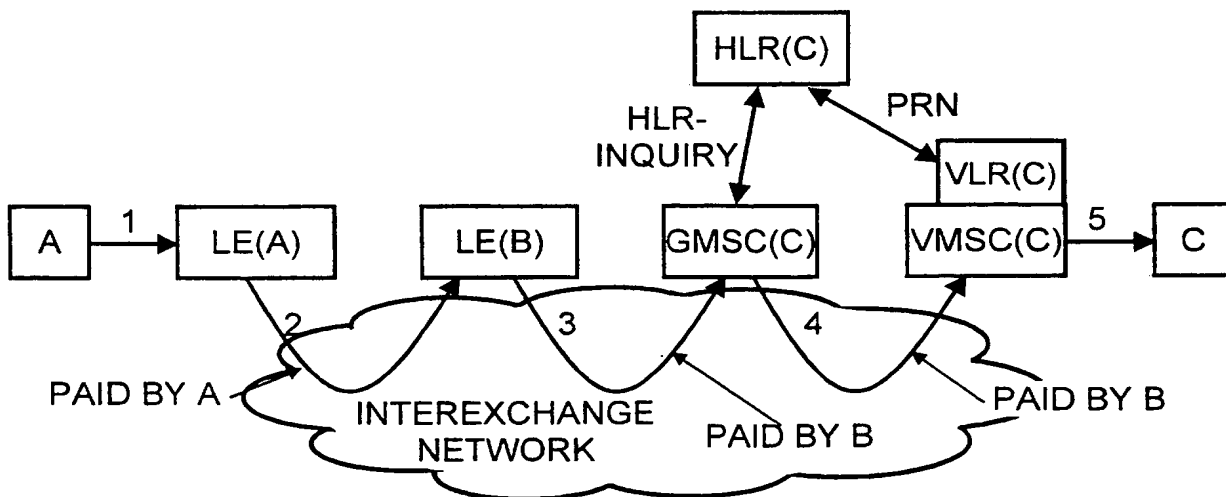 HLR(C)
HLR-
INQUIRY
PRN
VLR(C)
A
1
LE(A)
LE(B)
GMSC(C)
VMSC(C)
5
C
2
3
4
PAID BY A
INTEREXCHANGE
NETWORK
PAID BY B
PAID BY B